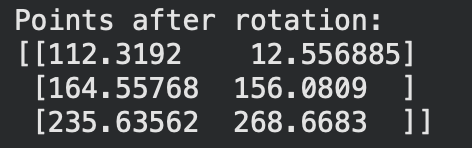 Points after rotation:
[[112.3192    12.556885]
 [164.55768  156.0809  ]
 [235.63562  268.6683  ]]